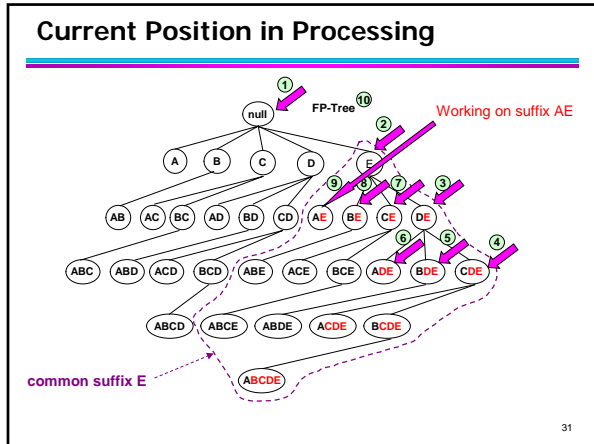 Current Position in Processing
1
null
FP-Tree 10
Working on suffix AE
2
A B C D E
9 8 7 3
AB AC BC AD BD CD AE BE CE DE
6 5 4
ABC ABD ACD BCD ABE ACE BCE ADE BDE CDE
ABCD ABCE ABDE ACDE BCDE
common suffix E
ABCDE
31